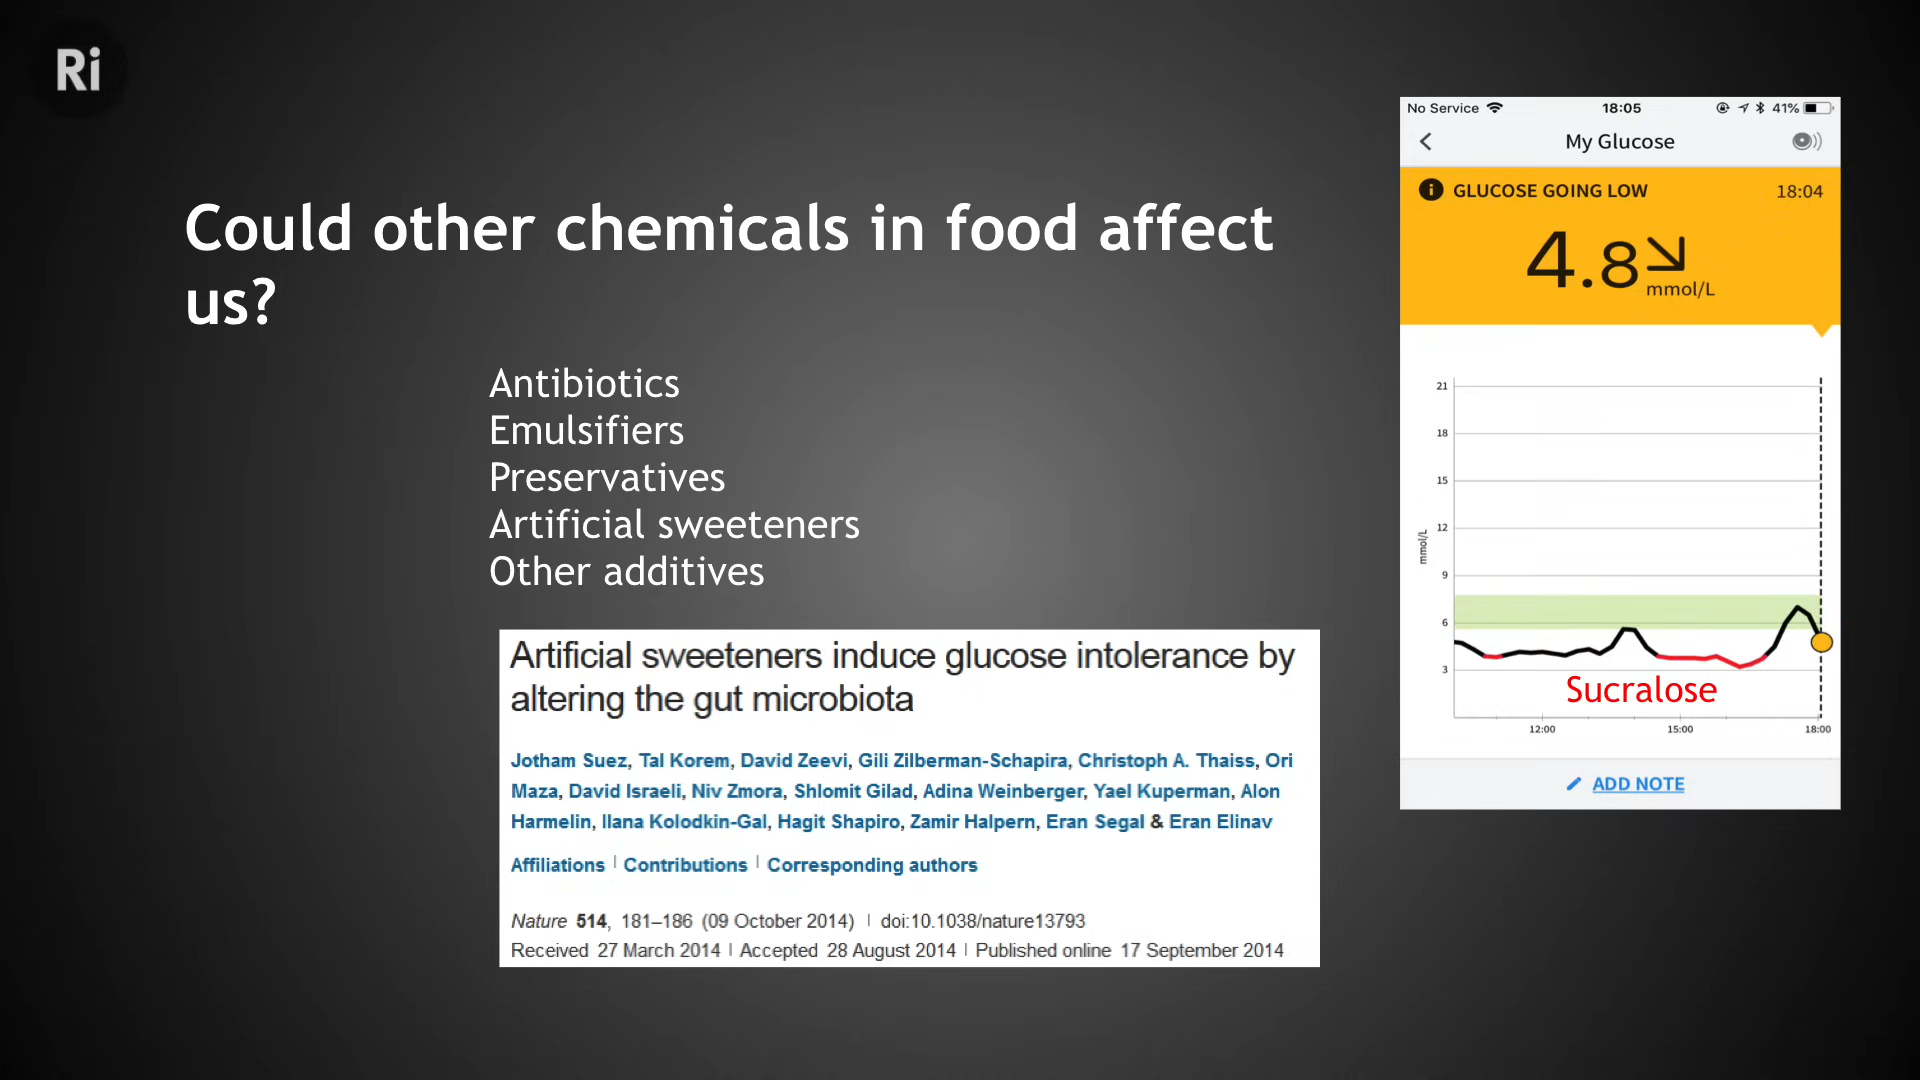 Ri
Could other chemicals in food affect
us?
Antibiotics
Emulsifiers
Preservatives
Artificial sweeteners
Other additives
Artificial sweeteners induce glucose intolerance by
altering the gut microbiota
Jotham Suez, Tal Korem, David Zeevi, Gili Zilberman-Schapira, Christoph A. Thaiss, Ori
Maza, David Israeli, Niv Zmora, Shlomit Gilad, Adina Weinberger, Yael Kuperman, Alon
Harmelin, Ilana Kolodkin-Gal, Hagit Shapiro, Zamir Halpern, Eran Segal & Eran Elinav
Affiliations | Contributions | Corresponding authors
Nature 514, 181–186 (09 October 2014) | doi:10.1038/nature13793
Received 27 March 2014 | Accepted 28 August 2014 | Published online 17 September 2014
No Service 18:05 41%
My Glucose
GLUCOSE GOING LOW 18:04
4.8
mmol/L
21
18
15
12
mmol/L
9
6
3
Sucralose
12:00 15:00 18:00
ADD NOTE